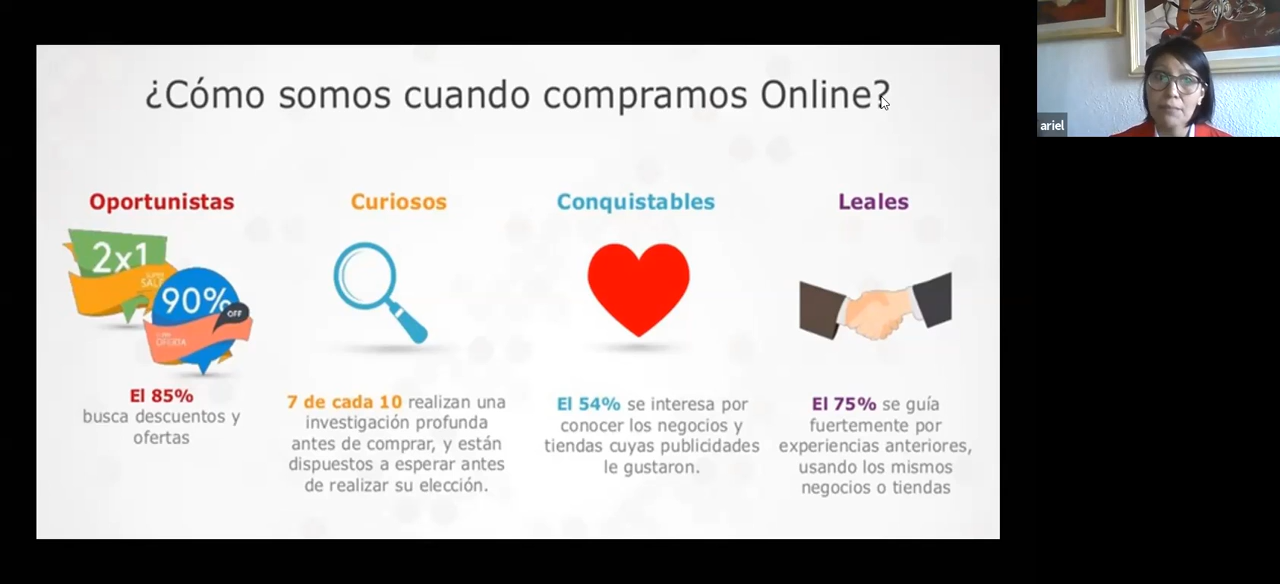 ¿Cómo somos cuando compramos Online?
ariel
Oportunistas
Curiosos
Conquistables
Leales
2x1
SUPER
SALE
90%
OFF
OFERTA
El 85%
busca descuentos y
ofertas
7 de cada 10 realizan una
investigación profunda
antes de comprar, y están
dispuestos a esperar antes
de realizar su elección.
El 54% se interesa por
conocer los negocios y
tiendas cuyas publicidades
le gustaron.
El 75% se guía
fuertemente por
experiencias anteriores,
usando los mismos
negocios o tiendas